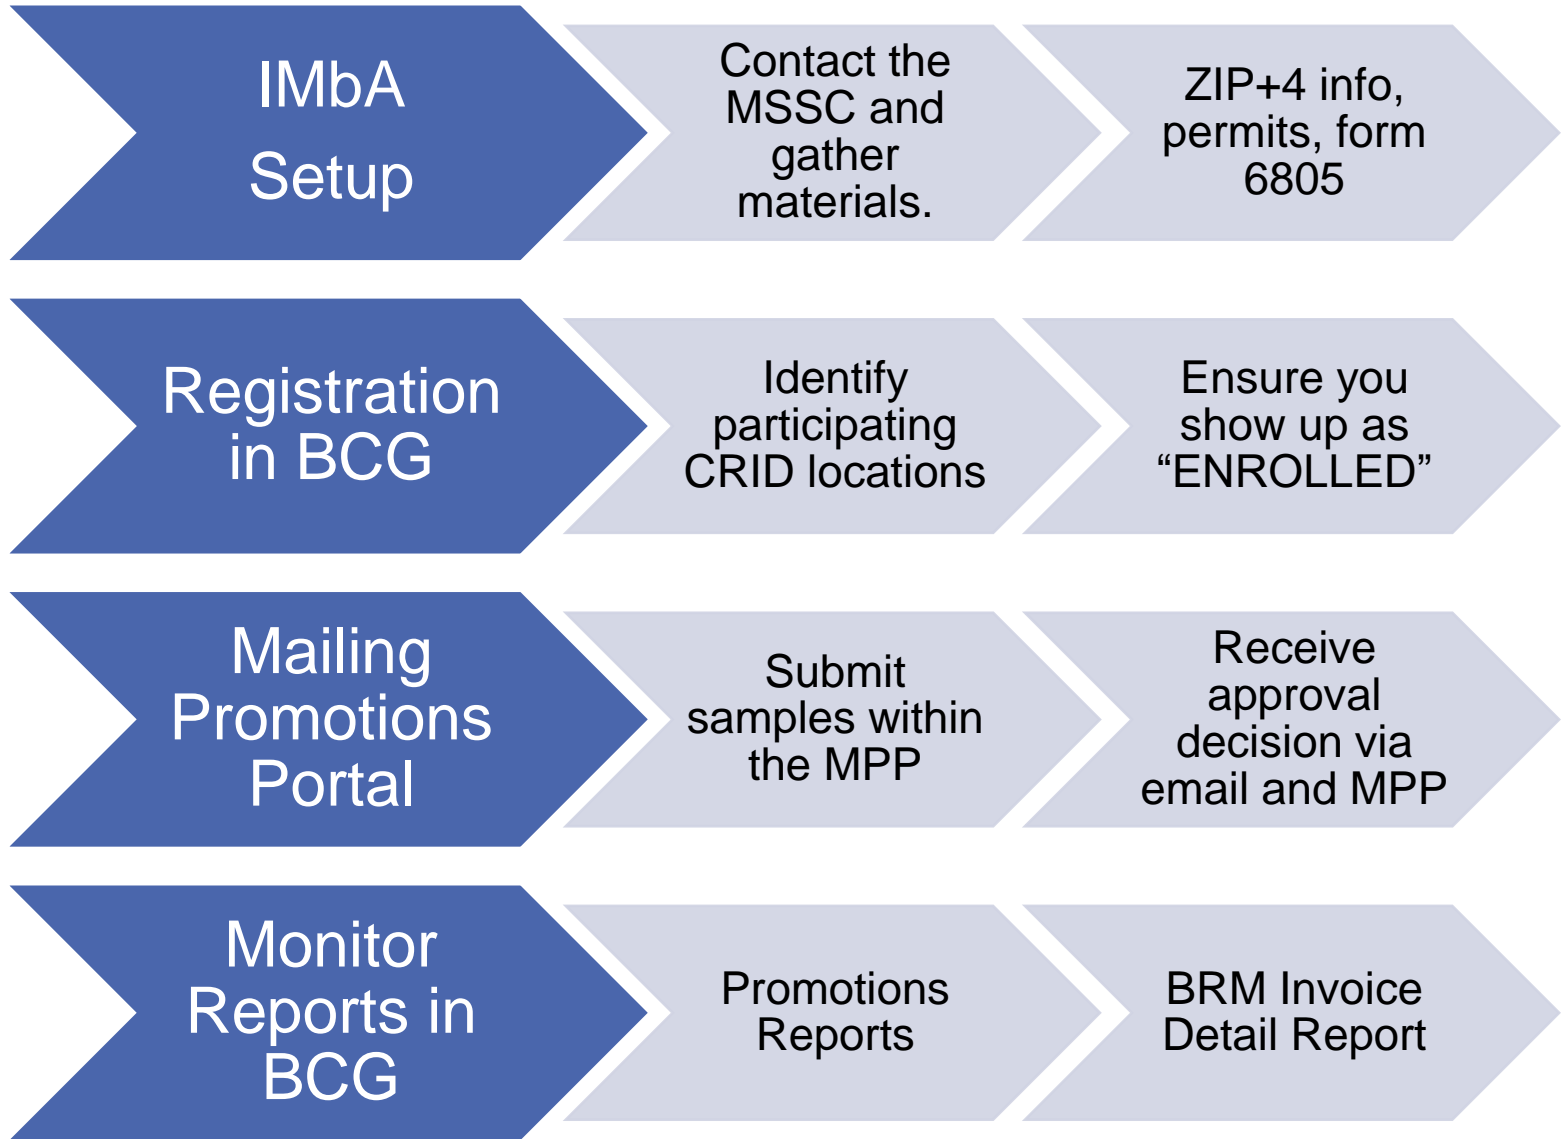 IMbA
Setup
Contact the
MSSC and
gather
materials.
ZIP+4 info,
permits, form
6805
Registration
in BCG
Identify
participating
CRID locations
Ensure you
show up as
“ENROLLED”
Mailing
Promotions
Portal
Submit
samples within
the MPP
Receive
approval
decision via
email and MPP
Monitor
Reports in
BCG
Promotions
Reports
BRM Invoice
Detail Report